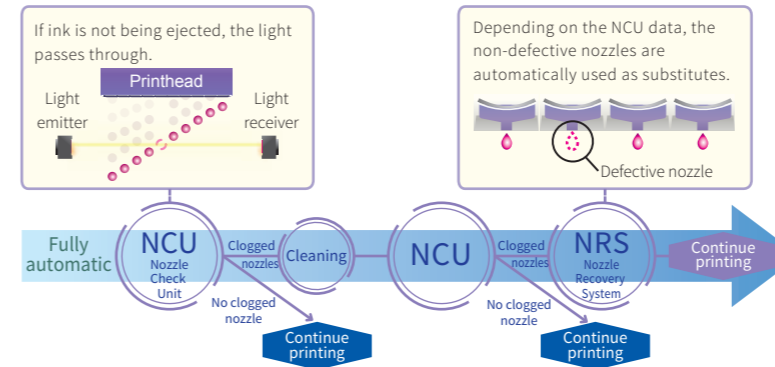 If ink is not being ejected, the light
passes through.
Printhead
Light
emitter
Light
receiver
Depending on the NCU data, the
non-defective nozzles are
automatically used as substitutes.
Defective nozzle
Fully
automatic
NCU
Nozzle
Check
Unit
Clogged
nozzles
Cleaning
NCU
Clogged
nozzles
NRS
Nozzle
Recovery
System
Continue
printing
No clogged
nozzle
Continue
printing
No clogged
nozzle
Continue
printing